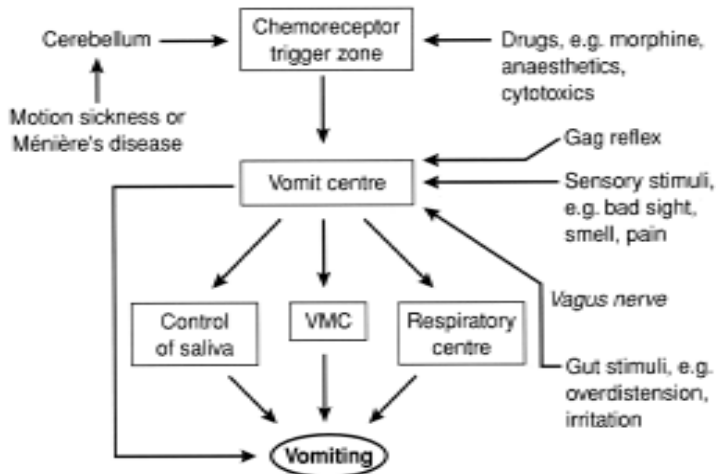 Cerebellum
Chemoreceptor
trigger zone
Drugs, e.g. morphine,
anaesthetics,
cytotoxics
Motion sickness or
Ménière's disease
Gag reflex
Vomit centre
Sensory stimuli,
e.g. bad sight,
smell, pain
Vagus nerve
Control
of saliva
VMC
Respiratory
centre
Gut stimuli, e.g.
overdistension,
irritation
Vomiting